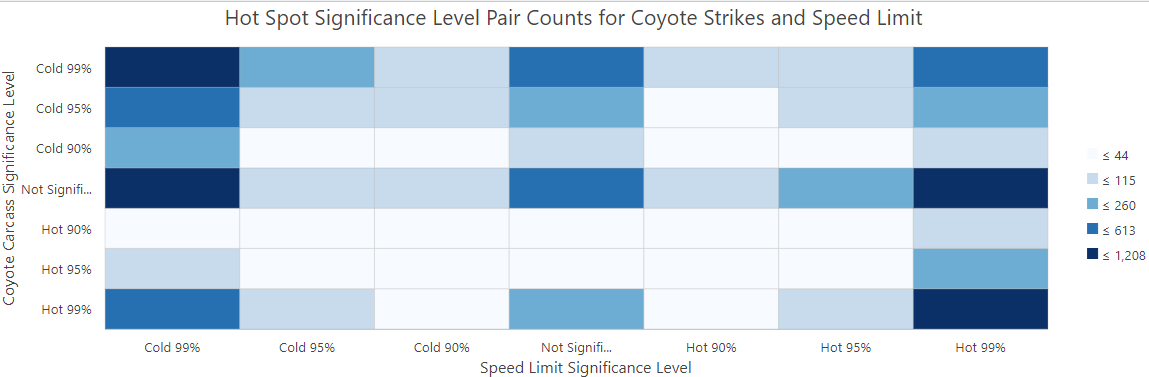 Hot Spot Significance Level Pair Counts for Coyote Strikes and Speed Limit
Coyote Carcass Significance Level
Cold 99%
Cold 95%
Cold 90%
Not Signifi...
Hot 90%
Hot 95%
Hot 99%
Cold 99% Cold 95% Cold 90% Not Signifi... Hot 90% Hot 95% Hot 99%
Speed Limit Significance Level
≤ 44
≤ 115
≤ 260
≤ 613
≤ 1,208